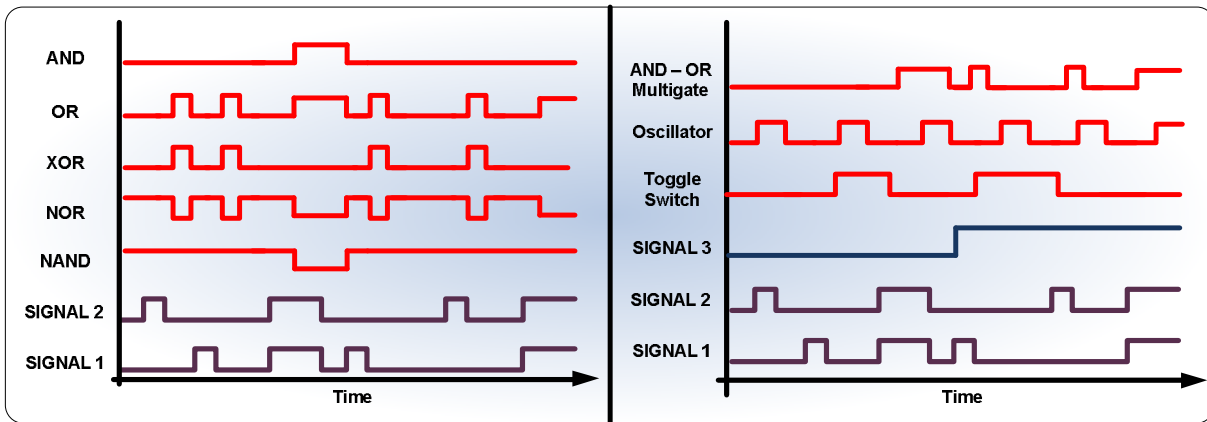 AND
OR
XOR
NOR
NAND
SIGNAL 2
SIGNAL 1
Time
AND – OR
Multigate
Oscillator
Toggle
Switch
SIGNAL 3
SIGNAL 2
SIGNAL 1
Time